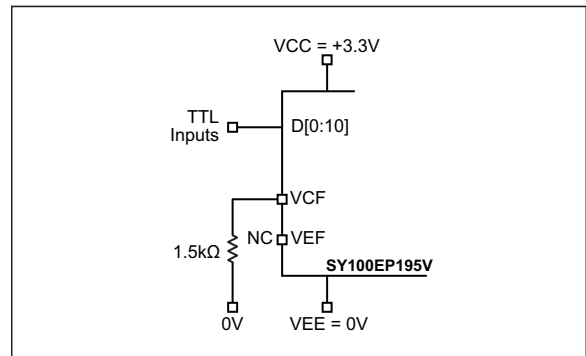 VCC = +3.3V
TTL
Inputs
D[0:10]
VCF
NC
VEF
1.5kΩ
SY100EP195V
0V
VEE = 0V